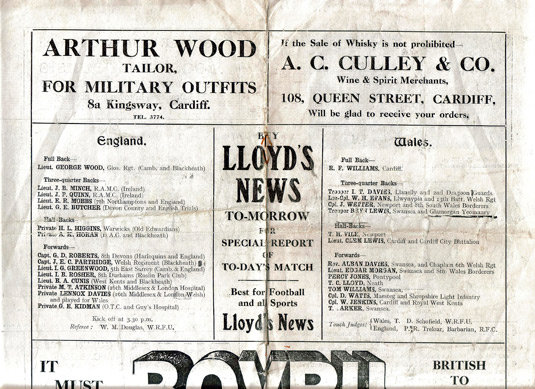 ARTHUR WOOD
TAILOR,
FOR MILITARY OUTFITS
8a Kingsway, Cardiff.
TEL. 3774.
If the Sale of Whisky is not prohibited—
A. C. CULLEY & CO.
Wine & Spirit Merchants,
108, QUEEN STREET, CARDIFF,
Will be glad to receive your orders,
England.
Full Back—
Lieut. GEORGE WOOD, Glos. Rgt. (Camb. and Blackheath)
Three-quarter Backs—
Lieut. J. B. MINCH, R.A.M.C. (Ireland)
Lieut. J. P. QUINN, R.A.M.C. (Ireland)
Lieut. E. R. MOBBS (7th Northamptons and England)
Lieut. G. E. BUTCHER (Devon County and English Trials)
Half-Backs—
Private H. L. HIGGINS, Warwicks (Old Edwardians)
Private A. R. HORAN (H.A.C. and Blackheath)
Forwards—
Capt. G. D. ROBERTS, 8th Devons (Harlequins and England)
Capt. J. E. C. PARTRIDGE, Welsh Regiment (Blackheath)
Lieut. J. G. GREENWOOD, 9th East Surrey (Camb. and England)
Lieut. I. B. ROSHER, 8th Durhams (Rosslin Park Club)
Lieut. R. A. CUNIS (West Kents and Blackheath)
Private M. T. ATKINSON (16th Middlesex & London)
Private LENNOX DAVIES (16th Middlesex & London Welsh)
and played for Wales
Private G. E. KIDMAN (O.T.C. and Guy's Hospital)
Kick off at 3.30 p.m.
Referee: W. M. Douglas, W.R.F.U.
BUY
LLOYD'S
NEWS
TO-MORROW
FOR
SPECIAL REPORT
OF
TO-DAY'S MATCH
Best for Football
and all Sports
Lloyd's News
Wales.
Full Back—
R. F. WILLIAMS, Cardiff.
Three-quarter Backs—
Trooper I. T. DAVIES, Llanelly and 2nd Dragoon Guards
Lce-Cpl. W. H. EVANS, Llwynypia and Batt. Welsh Rgt
Cpl. J. WETTER, Newport and 8th South Wales Borderers
Trooper LEWIS, Swansea and Glamorgan Yeomanry
Half-Backs—
T. H. VILE, Newport
Lieut. CLEM LEWIS, Cardiff and Cardiff City Battalion
Forwards—
Rev. ALBAN DAVIES, Swansea, and Chaplain 6th Welsh Rgt
Lieut. EDGAR MORGAN, Swansea and 8th Wales Borderers
PERCY JONES, Pontypool
T. C. LLOYD, Neath
TOM WILLIAMS, Swansea,
Cpl. D. WATTS, Maesteg and Shropshire Light Infantry
Cpl. W. JENKINS, Cardiff and Royal West Kents
T. PARKER, Swansea,
Touch Judges: Wales, T. D. Schofield, W.R.F.U.
England, Treloar, Barbarian, R.F.C.
IT
MUST
BOVRIL
BRITISH
TO